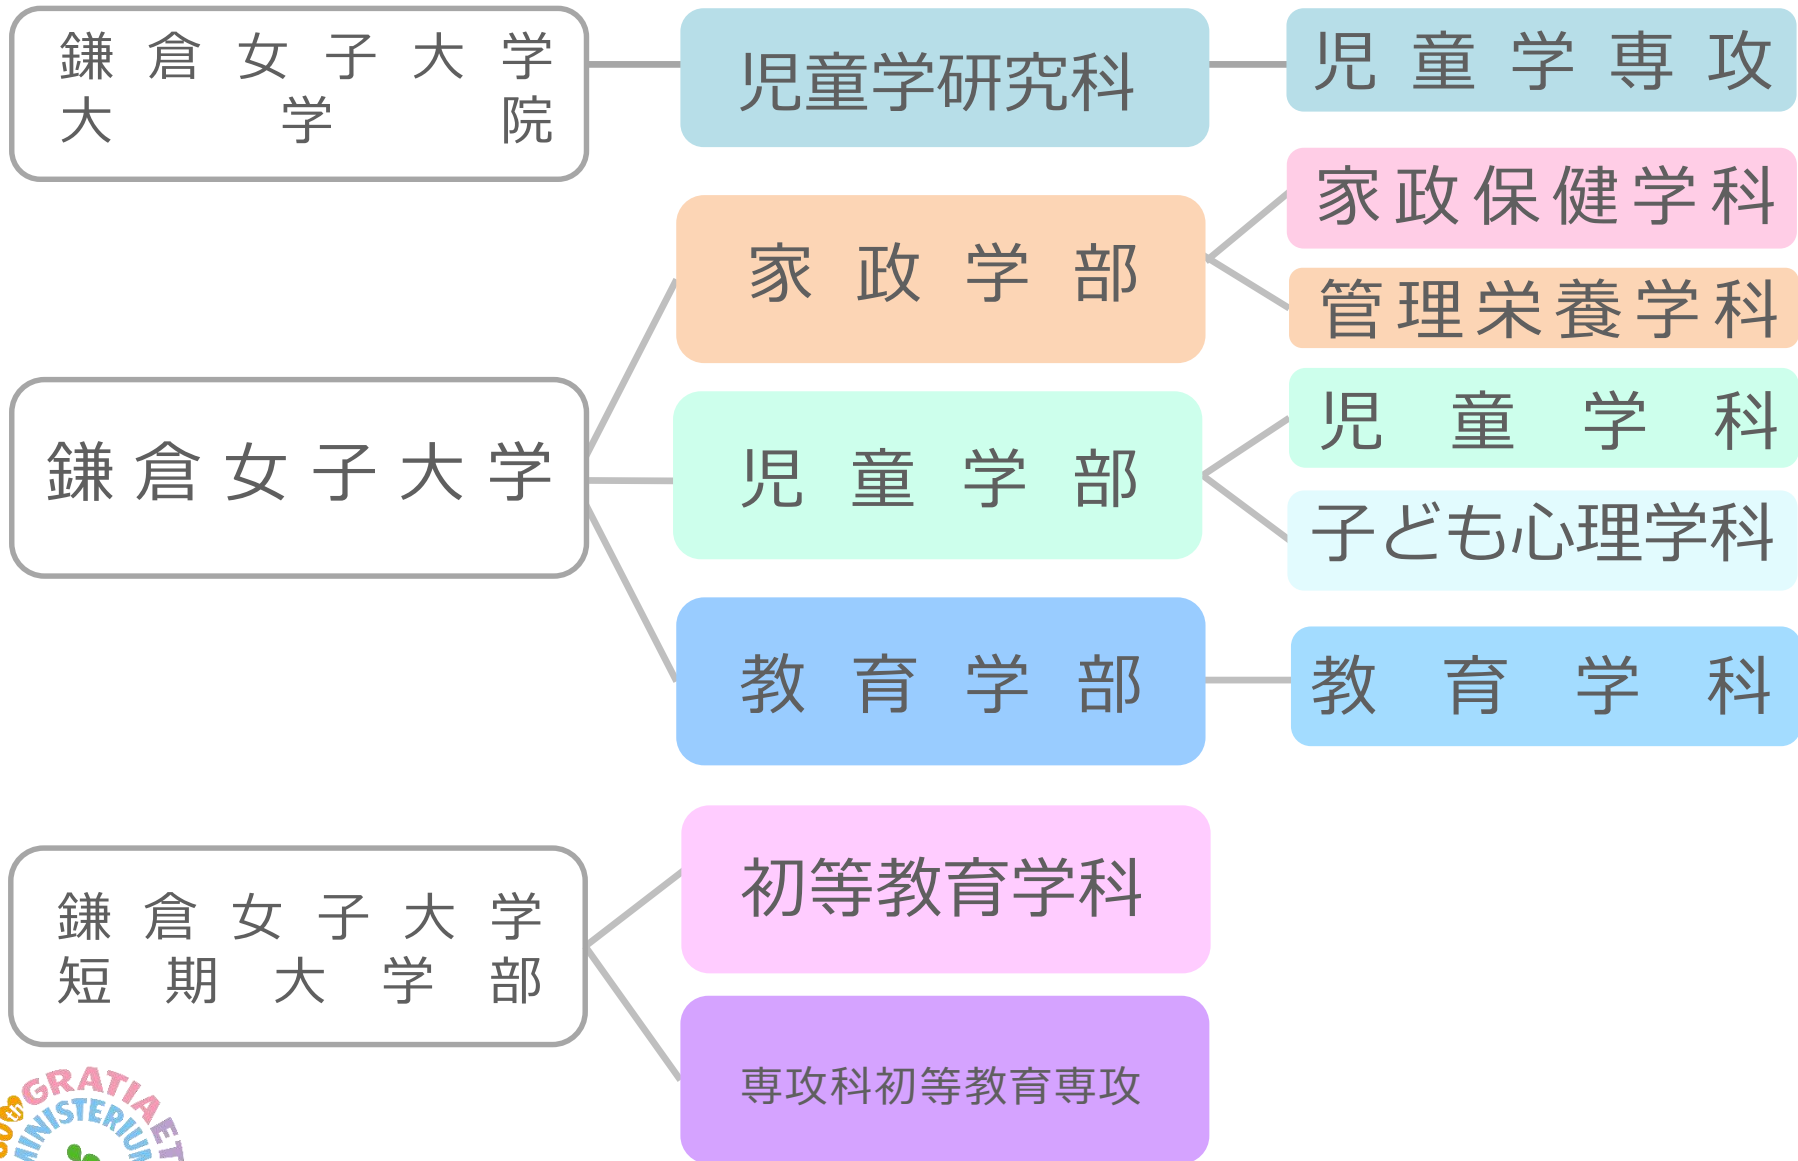 鎌倉女子大学
大学院
児童学研究科
児童学専攻
鎌倉女子大学
家政学部
家政保健学科
管理栄養学科
児童学部
児童学科
子ども心理学科
教育学部
教育学科
鎌倉女子大学
短期大学部
初等教育学科
専攻科初等教育専攻
GRATIA ET
MINISTERIUM